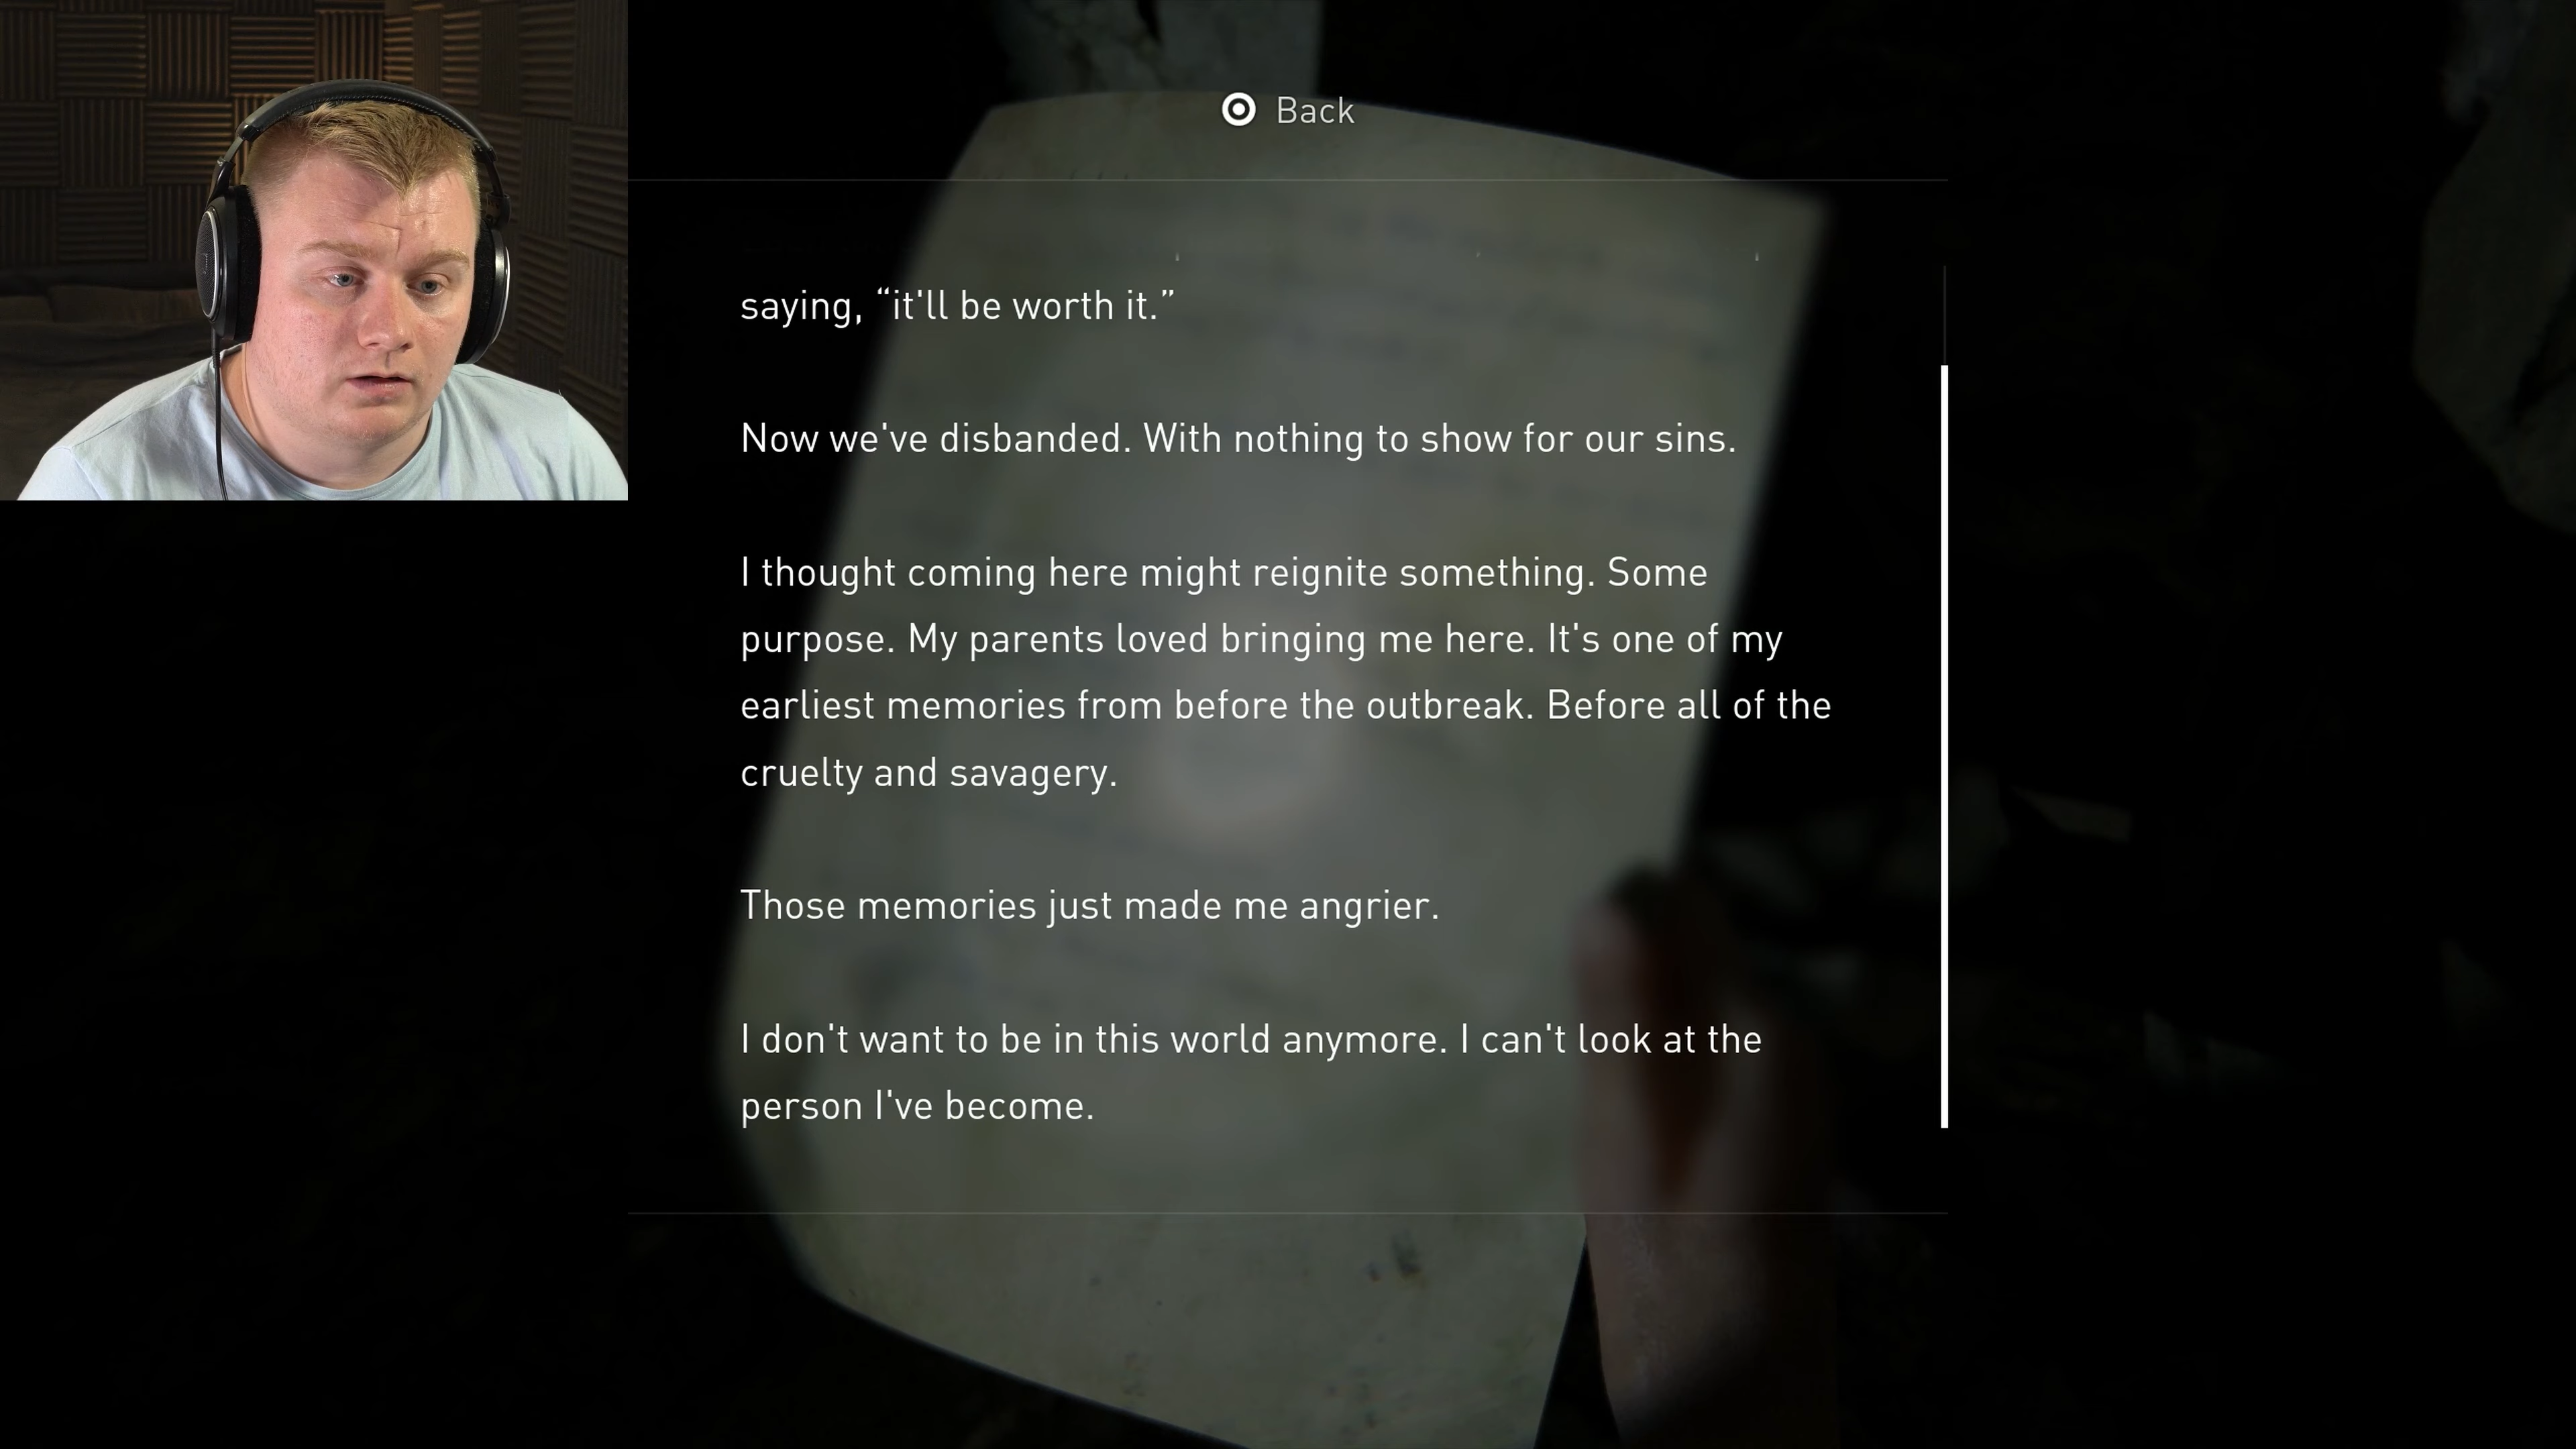 Back
saying, “it'll be worth it.”
Now we've disbanded. With nothing to show for our sins.
I thought coming here might reignite something. Some
purpose. My parents loved bringing me here. It's one of my
earliest memories from before the outbreak. Before all of the
cruelty and savagery.
Those memories just made me angrier.
I don't want to be in this world anymore. I can't look at the
person I've become.